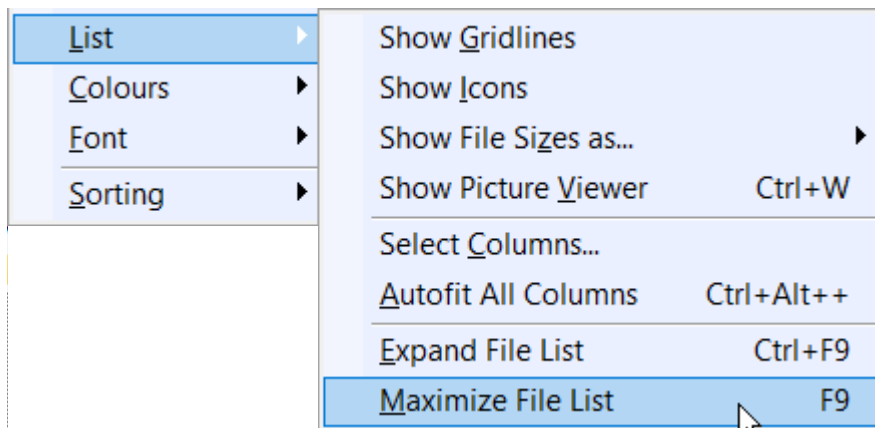 List
Colours
Font
Sorting
Show Gridlines
Show Icons
Show File Sizes as...
Show Picture Viewer Ctrl+W
Select Columns...
Autofit All Columns Ctrl+Alt++
Expand File List Ctrl+F9
Maximize File List F9